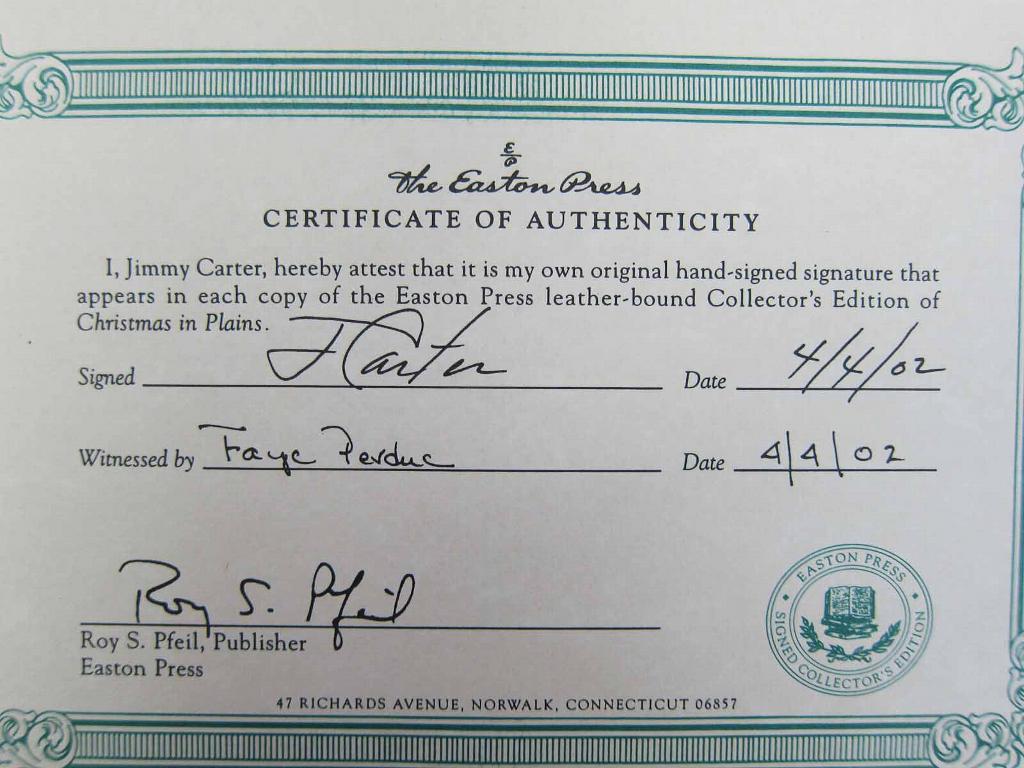 E
P
The Easton Press
CERTIFICATE OF AUTHENTICITY
I, Jimmy Carter, hereby attest that it is my own original hand-signed signature that
appears in each copy of the Easton Press leather-bound Collector's Edition of
Christmas in Plains.
Signed J Carter Date 4/4/02
Witnessed by Faye Perdue Date 4/4/02
Roy S. Pfeil
Roy S. Pfeil, Publisher
Easton Press
EASTON PRESS
SIGNED COLLECTOR'S EDITION
47 RICHARDS AVENUE, NORWALK, CONNECTICUT 06857